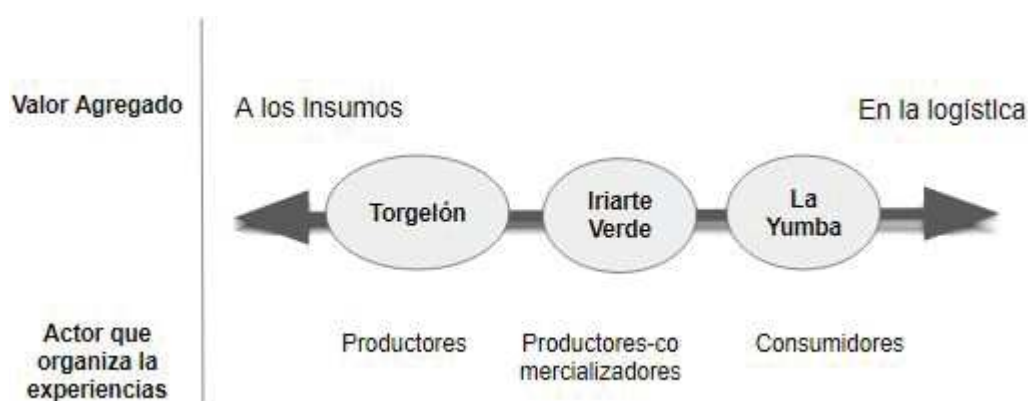 Valor Agregado
A los Insumos
En la logística
Torgelón
Iriarte
Verde
La
Yumba
Actor que
organiza la
experiencias
Productores
Productores-co
mercializadores
Consumidores